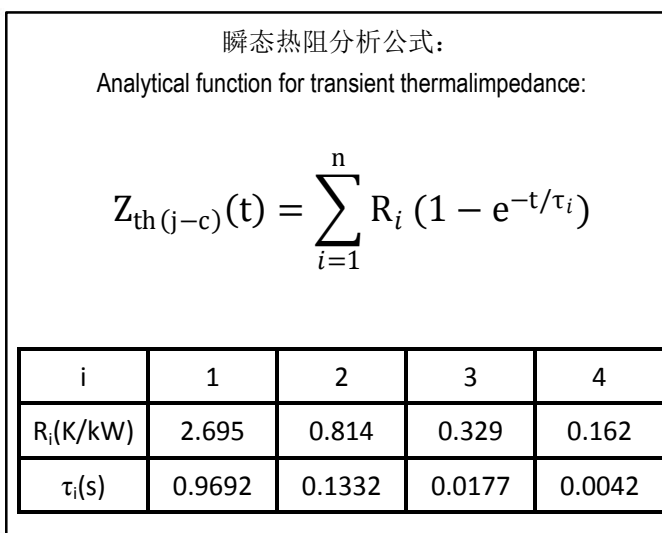 瞬态热阻分析公式：
Analytical function for transient thermalimpedance:
Z_th(j−c)(t) = ∑_{i=1}^{n} R_i (1 − e^{−t/τ_i})
i 1 2 3 4
R_i(K/kW) 2.695 0.814 0.329 0.162
τ_i(s) 0.9692 0.1332 0.0177 0.0042